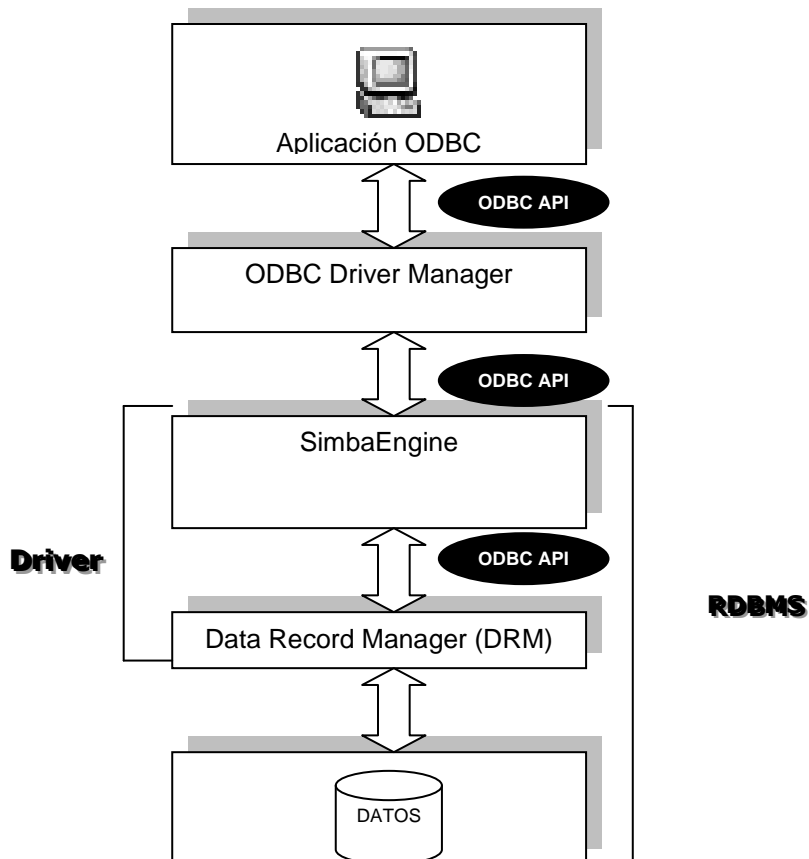 Aplicación ODBC
ODBC API
ODBC Driver Manager
ODBC API
SimbaEngine
ODBC API
Driver
RDBMS
Data Record Manager (DRM)
DATOS